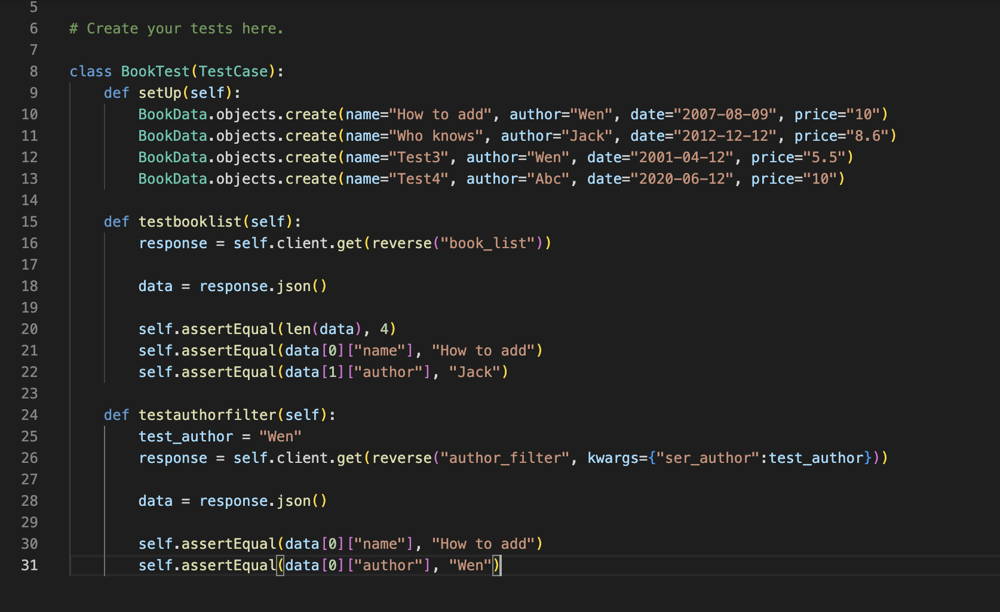 5
6 # Create your tests here.
7
8 class BookTest(TestCase):
9     def setUp(self):
10         BookData.objects.create(name="How to add", author="Wen", date="2007-08-09", price="10")
11         BookData.objects.create(name="Who knows", author="Jack", date="2012-12-12", price="8.6")
12         BookData.objects.create(name="Test3", author="Wen", date="2001-04-12", price="5.5")
13         BookData.objects.create(name="Test4", author="Abc", date="2020-06-12", price="10")
14
15     def testbooklist(self):
16         response = self.client.get(reverse("book_list"))
17
18         data = response.json()
19
20         self.assertEqual(len(data), 4)
21         self.assertEqual(data[0]["name"], "How to add")
22         self.assertEqual(data[1]["author"], "Jack")
23
24     def testauthorfilter(self):
25         test_author = "Wen"
26         response = self.client.get(reverse("author_filter", kwargs={"ser_author":test_author}))
27
28         data = response.json()
29
30         self.assertEqual(data[0]["name"], "How to add")
31         self.assertEqual(data[0]["author"], "Wen")